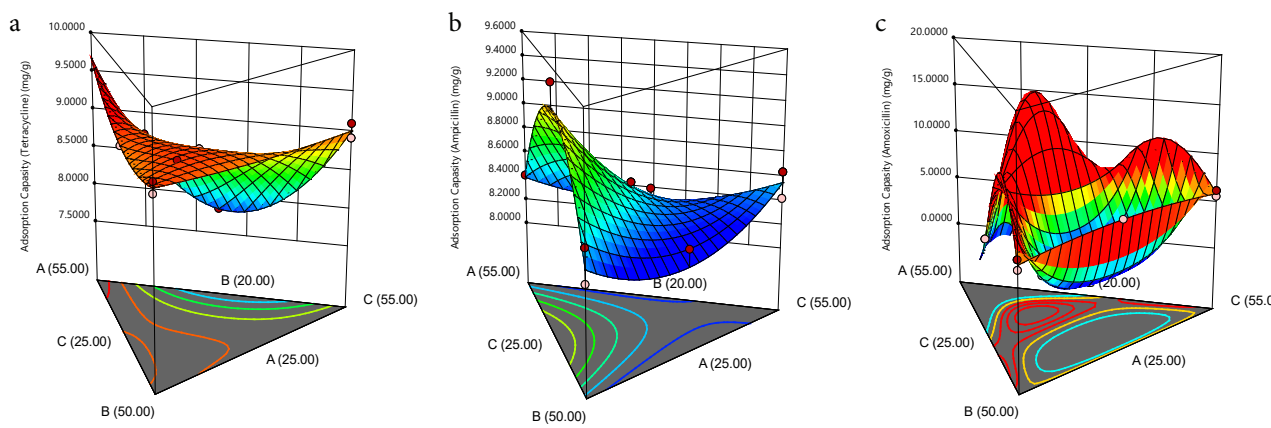 a
Adsorption Capasity (Tetracycline) (mg/g)
10.0000
9.5000
9.0000
8.5000
8.0000
7.5000
A (55.00)
B (20.00)
C (55.00)
C (25.00)
A (25.00)
B (50.00)
b
Adsorption Capasity (Ampicillin) (mg/g)
9.6000
9.4000
9.2000
9.0000
8.8000
8.6000
8.4000
8.2000
8.0000
A (55.00)
B (20.00)
C (55.00)
C (25.00)
A (25.00)
B (50.00)
c
Adsorption Capasity (Amoxicillin) (mg/g)
20.0000
15.0000
10.0000
5.0000
0.0000
A (55.00)
(20.00)
C (55.0
C (25.00)
A (25.00)
B (50.00)